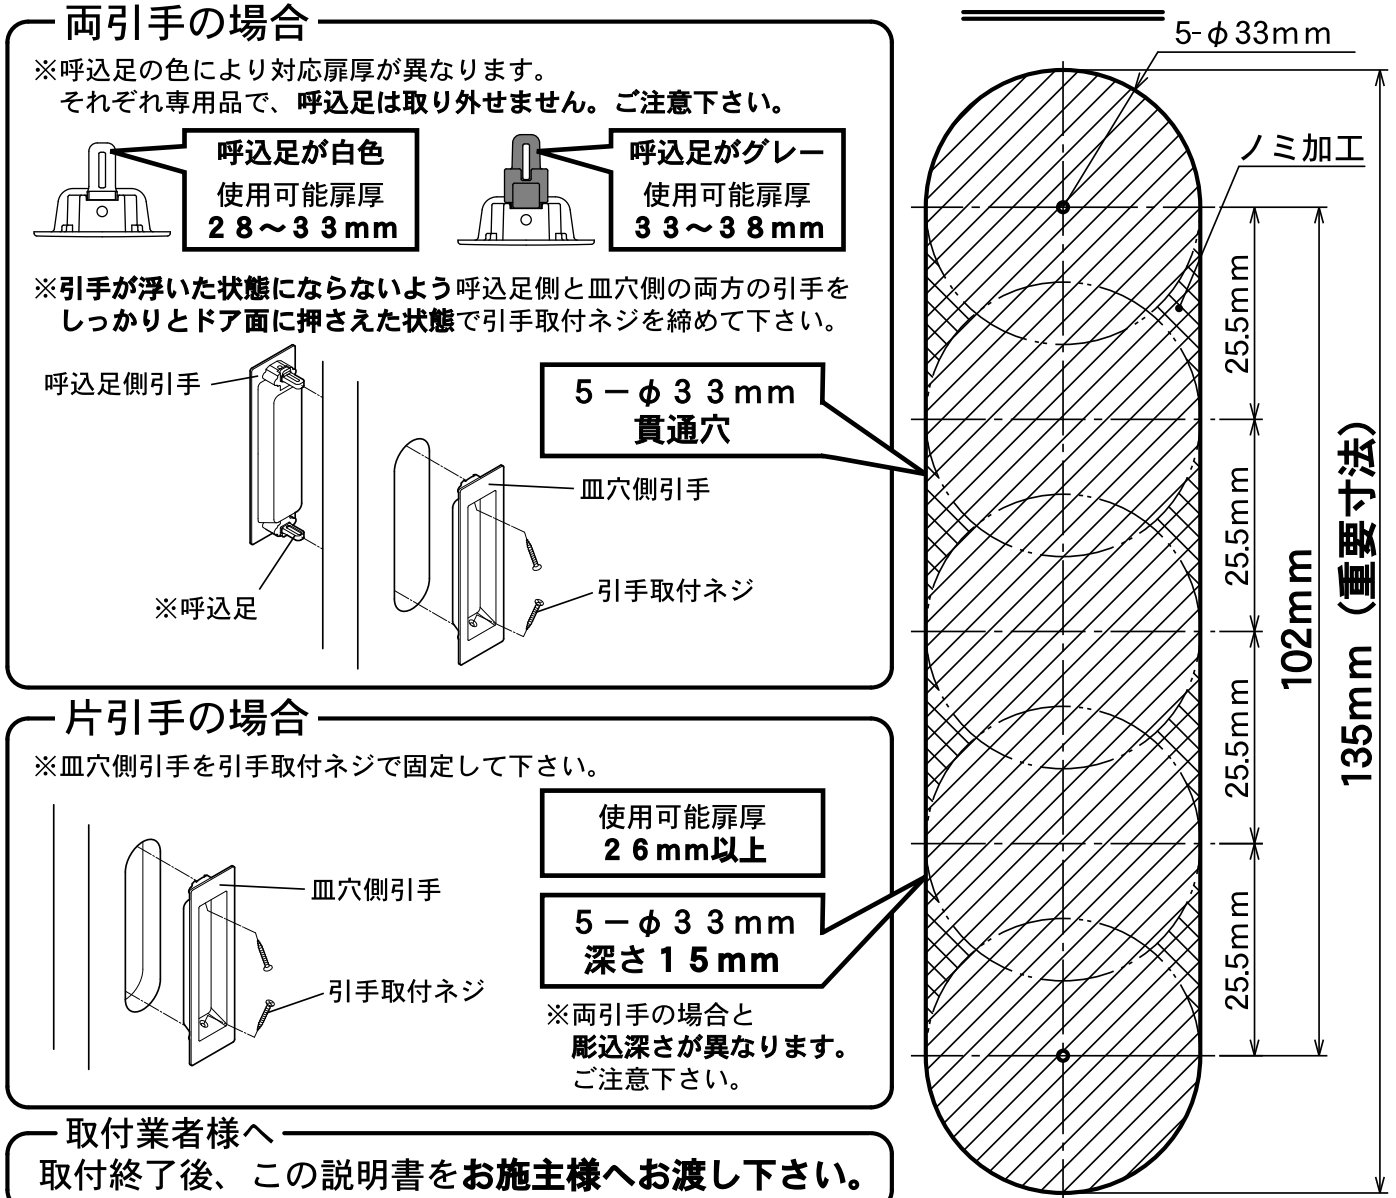 両引手の場合
※呼込足の色により対応扉厚が異なります。
それぞれ専用品で、呼込足は取り外せません。ご注意下さい。
呼込足が白色
使用可能扉厚
28～33mm
呼込足がグレー
使用可能扉厚
33～38mm
※引手が浮いた状態にならないよう呼込足側と皿穴側の両方の引手を
しっかりとドア面に押さえた状態で引手取付ネジを締めて下さい。
呼込足側引手
※呼込足
皿穴側引手
引手取付ネジ
5－φ33mm
貫通穴
片引手の場合
※皿穴側引手を引手取付ネジで固定して下さい。
皿穴側引手
引手取付ネジ
使用可能扉厚
26mm以上
5－φ33mm
深さ15mm
※両引手の場合と
彫込深さが異なります。
ご注意下さい。
取付業者様へ
取付終了後、この説明書をお施主様へお渡し下さい。
5-φ33mm
ノミ加工
25.5mm
25.5mm
25.5mm
25.5mm
102mm
135mm（重要寸法）